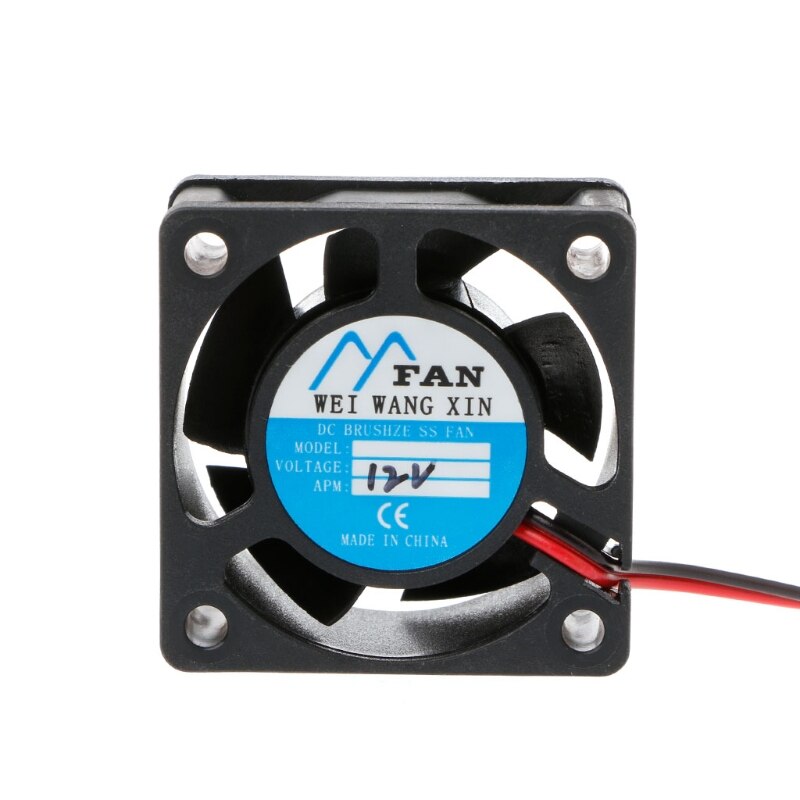 FAN
WEI WANG XIN
DC BRUSHZE SS FAN
MODEL:
VOLTAGE: 12V
APM:
CE
MADE IN CHINA